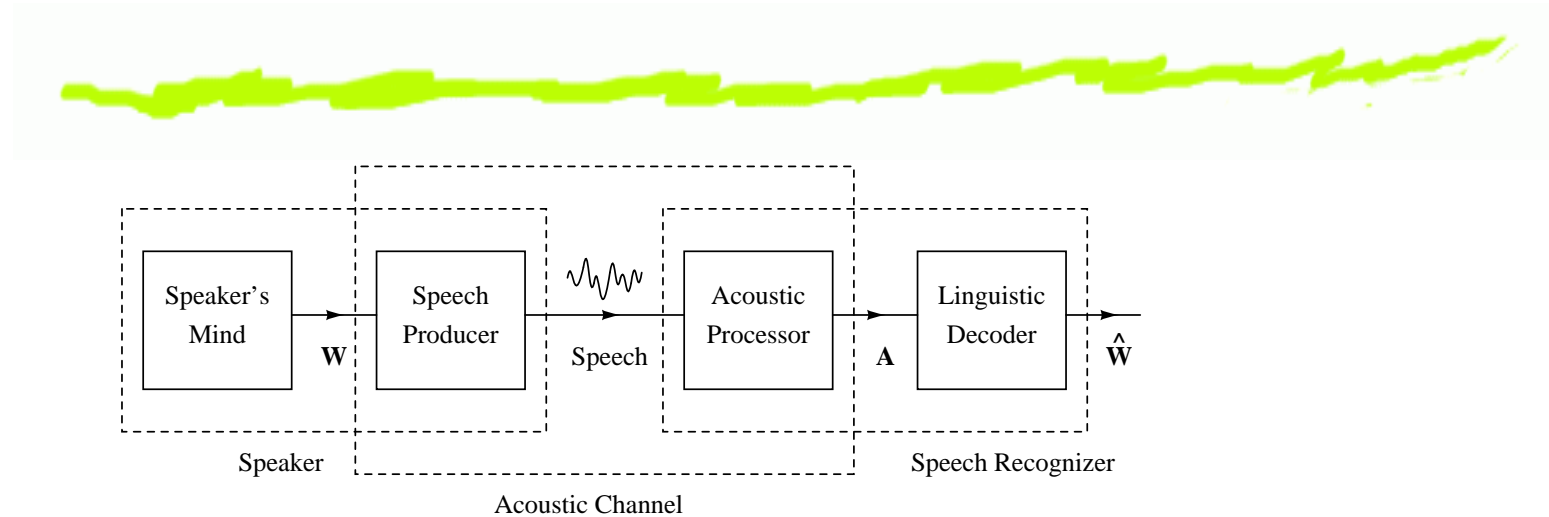 Speaker's
Mind
W
Speech
Producer
Speech
Acoustic
Processor
A
Linguistic
Decoder
Ŵ
Speaker
Speech Recognizer
Acoustic Channel